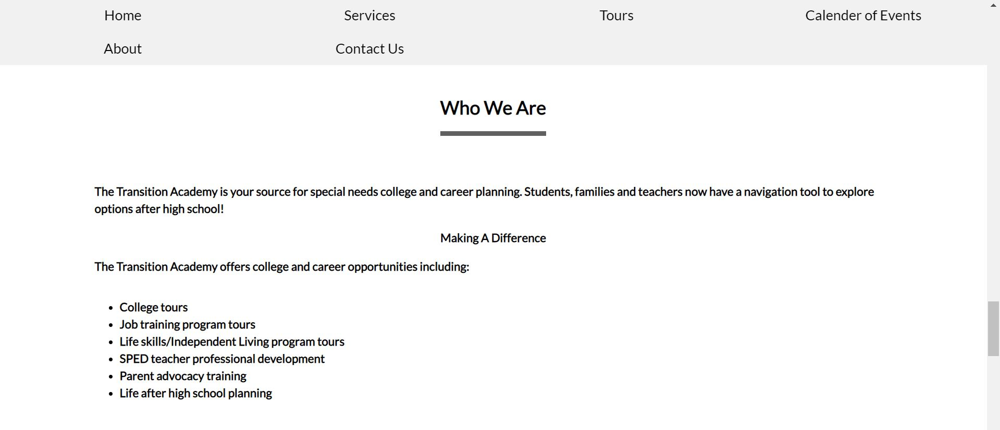 Home Services Tours Calender of Events
About Contact Us
Who We Are
The Transition Academy is your source for special needs college and career planning. Students, families and teachers now have a navigation tool to explore
options after high school!
Making A Difference
The Transition Academy offers college and career opportunities including:
• College tours
• Job training program tours
• Life skills/Independent Living program tours
• SPED teacher professional development
• Parent advocacy training
• Life after high school planning